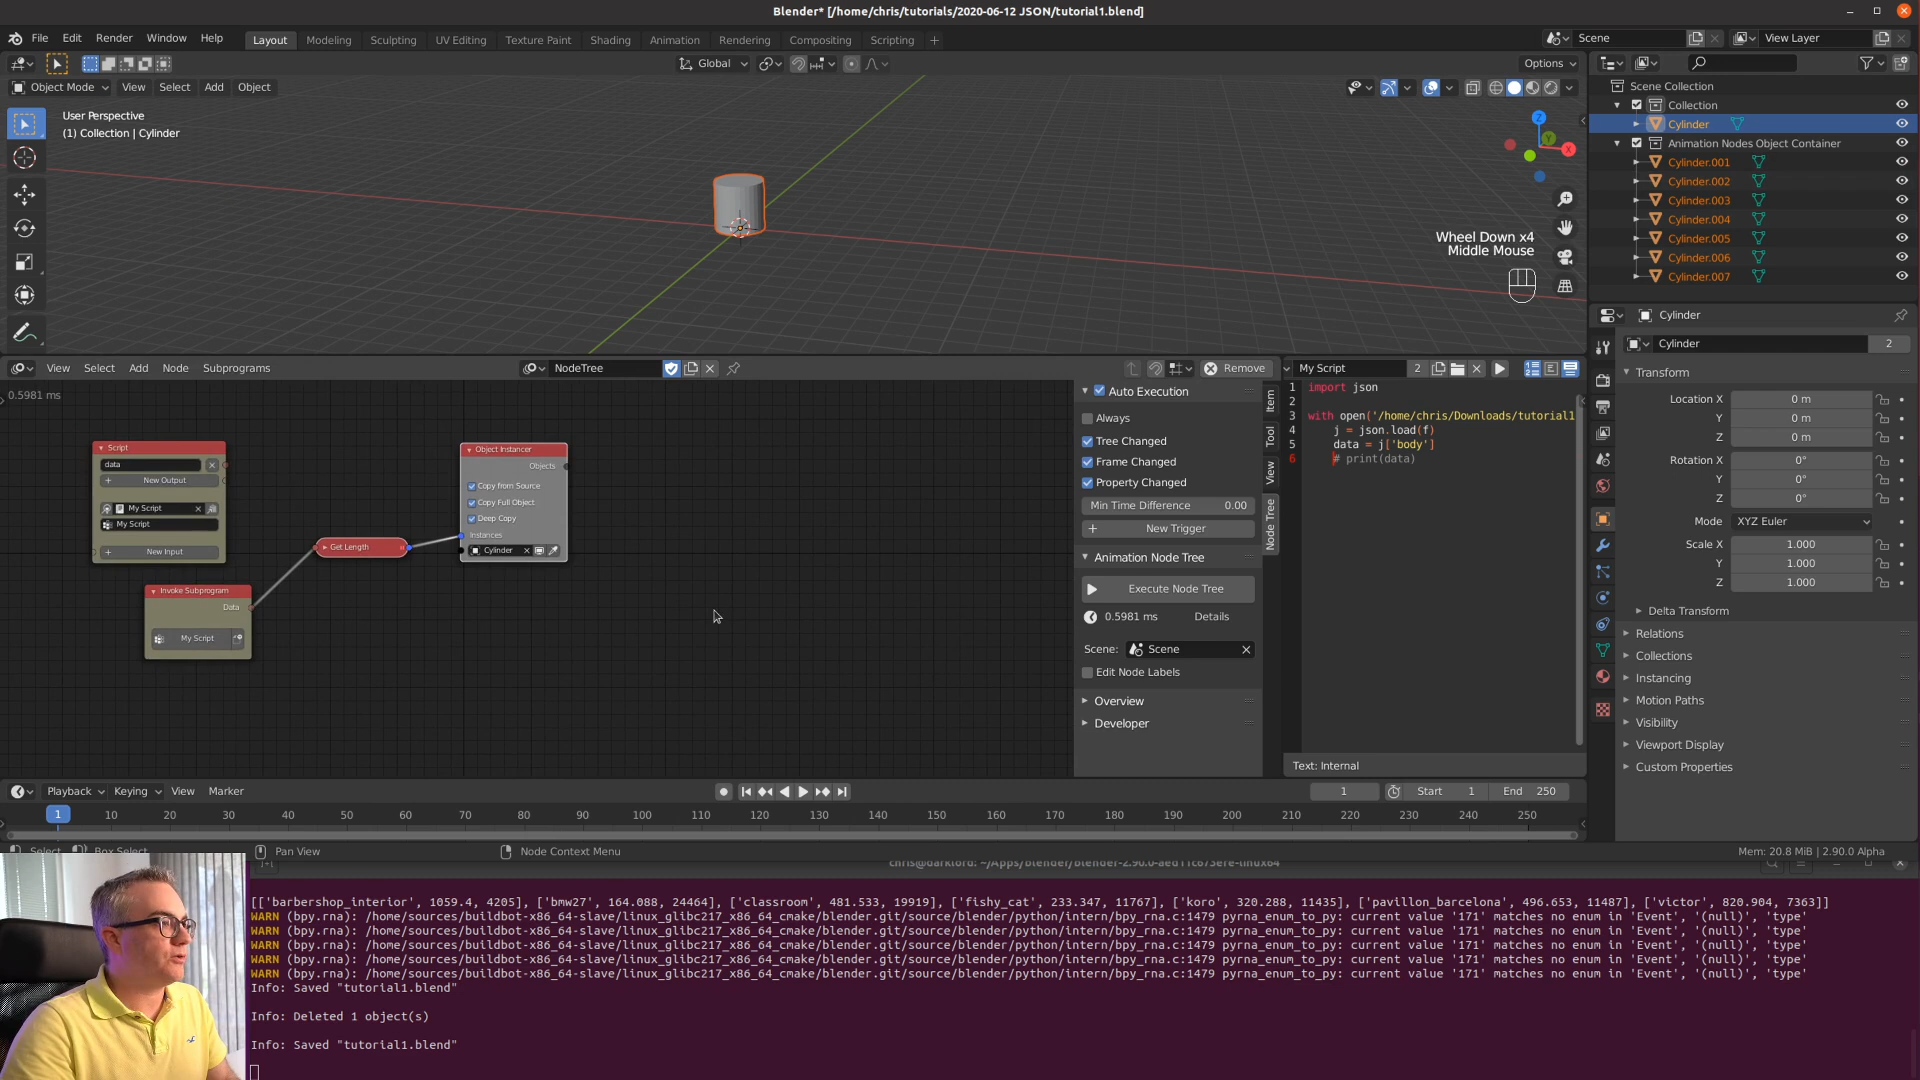 Blender* [/home/chris/tutorials/2020-06-12 JSON/tutorial1.blend]
File Edit Render Window Help Layout Modeling Sculpting UV Editing Texture Paint Shading Animation Rendering Compositing Scripting + Scene View Layer
Global Options
Object Mode View Select Add Object
User Perspective
(1) Collection | Cylinder
Z
Y
X
Wheel Down x4
Middle Mouse
Scene Collection
Collection
Cylinder
Animation Nodes Object Container
Cylinder.001
Cylinder.002
Cylinder.003
Cylinder.004
Cylinder.005
Cylinder.006
Cylinder.007
Cylinder
Cylinder 2
Transform
Location X 0 m
Y 0 m
Z 0 m
Rotation X 0°
Y 0°
Z 0°
Mode XYZ Euler
Scale X 1.000
Y 1.000
Z 1.000
Delta Transform
Relations
Collections
Instancing
Motion Paths
Visibility
Viewport Display
Custom Properties
View Select Add Node Subprograms NodeTree Remove
0.5981 ms
Script
data
New Output
My Script
My Script
New Input
Invoke Subprogram
Data
My Script
Get Length
Object Instancer
Objects
Copy from Source
Copy Full Object
Deep Copy
Instances
Cylinder
Auto Execution
Always
Tree Changed
Frame Changed
Property Changed
Min Time Difference 0.00
New Trigger
Animation Node Tree
Execute Node Tree
0.5981 ms Details
Scene: Scene
Edit Node Labels
Overview
Developer
Item
Tool
View
Node Tree
My Script 2
1 import json
2
3 with open('/home/chris/Downloads/tutorial1
4 j = json.load(f)
5 data = j['body']
6 # print(data)
Text: Internal
Playback Keying View Marker 1 Start 1 End 250
1 10 20 30 40 50 60 70 80 90 100 110 120 130 140 150 160 170 180 190 200 210 220 230 240 250
Select Box Select Pan View Node Context Menu Mem: 20.8 MiB | 2.90.0 Alpha
chris@darklord: ~/Apps/blender/blender-2.90.0-aed11c673efe-linux64
[['barbershop_interior', 1059.4, 4205], ['bmw27', 164.088, 24464], ['classroom', 481.533, 19919], ['fishy_cat', 233.347, 11767], ['koro', 320.288, 11435], ['pavillon_barcelona', 496.653, 11487], ['victor', 820.904, 7363]]
WARN (bpy.rna): /home/sources/buildbot-x86_64-slave/linux_glibc217_x86_64_cmake/blender.git/source/blender/python/intern/bpy_rna.c:1479 pyrna_enum_to_py: current value '171' matches no enum in 'Event', '(null)', 'type'
WARN (bpy.rna): /home/sources/buildbot-x86_64-slave/linux_glibc217_x86_64_cmake/blender.git/source/blender/python/intern/bpy_rna.c:1479 pyrna_enum_to_py: current value '171' matches no enum in 'Event', '(null)', 'type'
WARN (bpy.rna): /home/sources/buildbot-x86_64-slave/linux_glibc217_x86_64_cmake/blender.git/source/blender/python/intern/bpy_rna.c:1479 pyrna_enum_to_py: current value '171' matches no enum in 'Event', '(null)', 'type'
WARN (bpy.rna): /home/sources/buildbot-x86_64-slave/linux_glibc217_x86_64_cmake/blender.git/source/blender/python/intern/bpy_rna.c:1479 pyrna_enum_to_py: current value '171' matches no enum in 'Event', '(null)', 'type'
WARN (bpy.rna): /home/sources/buildbot-x86_64-slave/linux_glibc217_x86_64_cmake/blender.git/source/blender/python/intern/bpy_rna.c:1479 pyrna_enum_to_py: current value '171' matches no enum in 'Event', '(null)', 'type'
Info: Saved "tutorial1.blend"
Info: Deleted 1 object(s)
Info: Saved "tutorial1.blend"